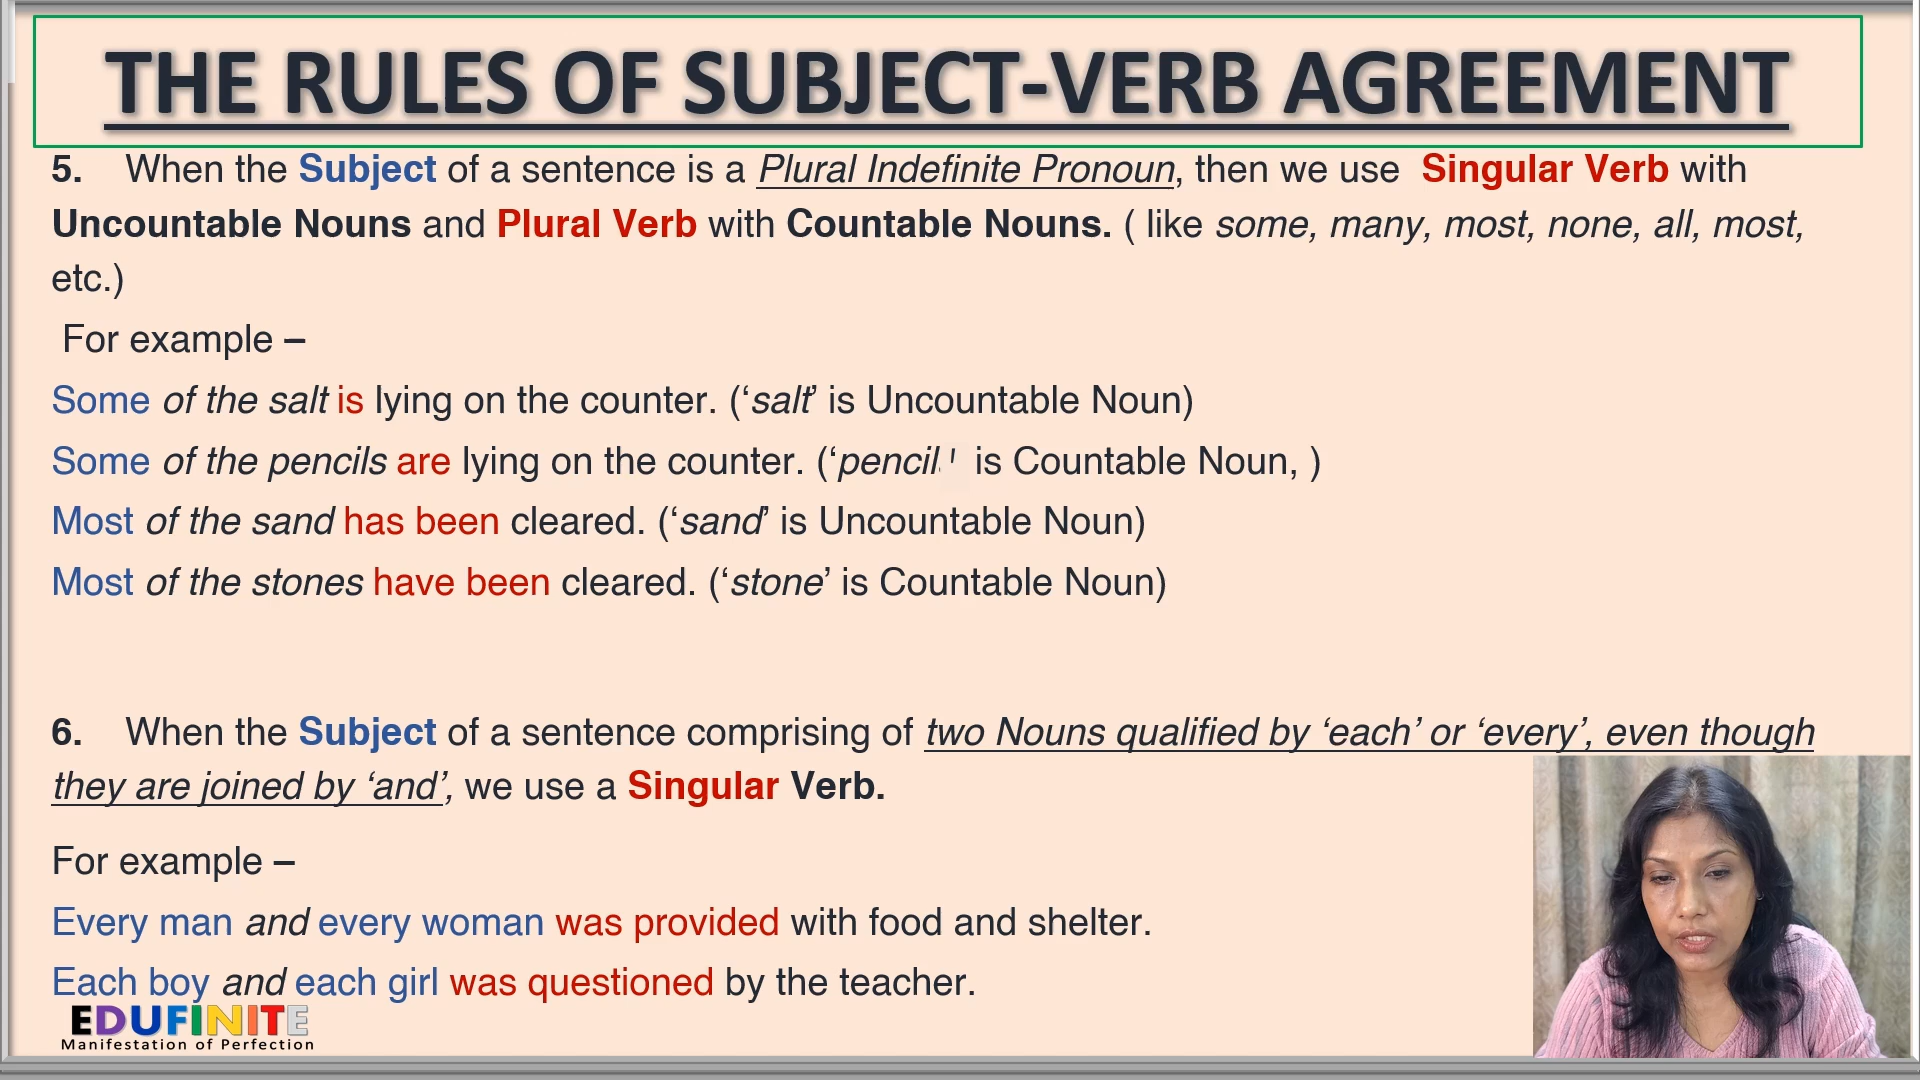 THE RULES OF SUBJECT-VERB AGREEMENT
5. When the Subject of a sentence is a Plural Indefinite Pronoun, then we use Singular Verb with
Uncountable Nouns and Plural Verb with Countable Nouns. ( like some, many, most, none, all, most,
etc.)
For example –
Some of the salt is lying on the counter. (‘salt’ is Uncountable Noun)
Some of the pencils are lying on the counter. (‘pencil’ is Countable Noun, )
Most of the sand has been cleared. (‘sand’ is Uncountable Noun)
Most of the stones have been cleared. (‘stone’ is Countable Noun)
6. When the Subject of a sentence comprising of two Nouns qualified by ‘each’ or ‘every’, even though
they are joined by ‘and’, we use a Singular Verb.
For example –
Every man and every woman was provided with food and shelter.
Each boy and each girl was questioned by the teacher.
EDUFINITE
Manifestation of Perfection